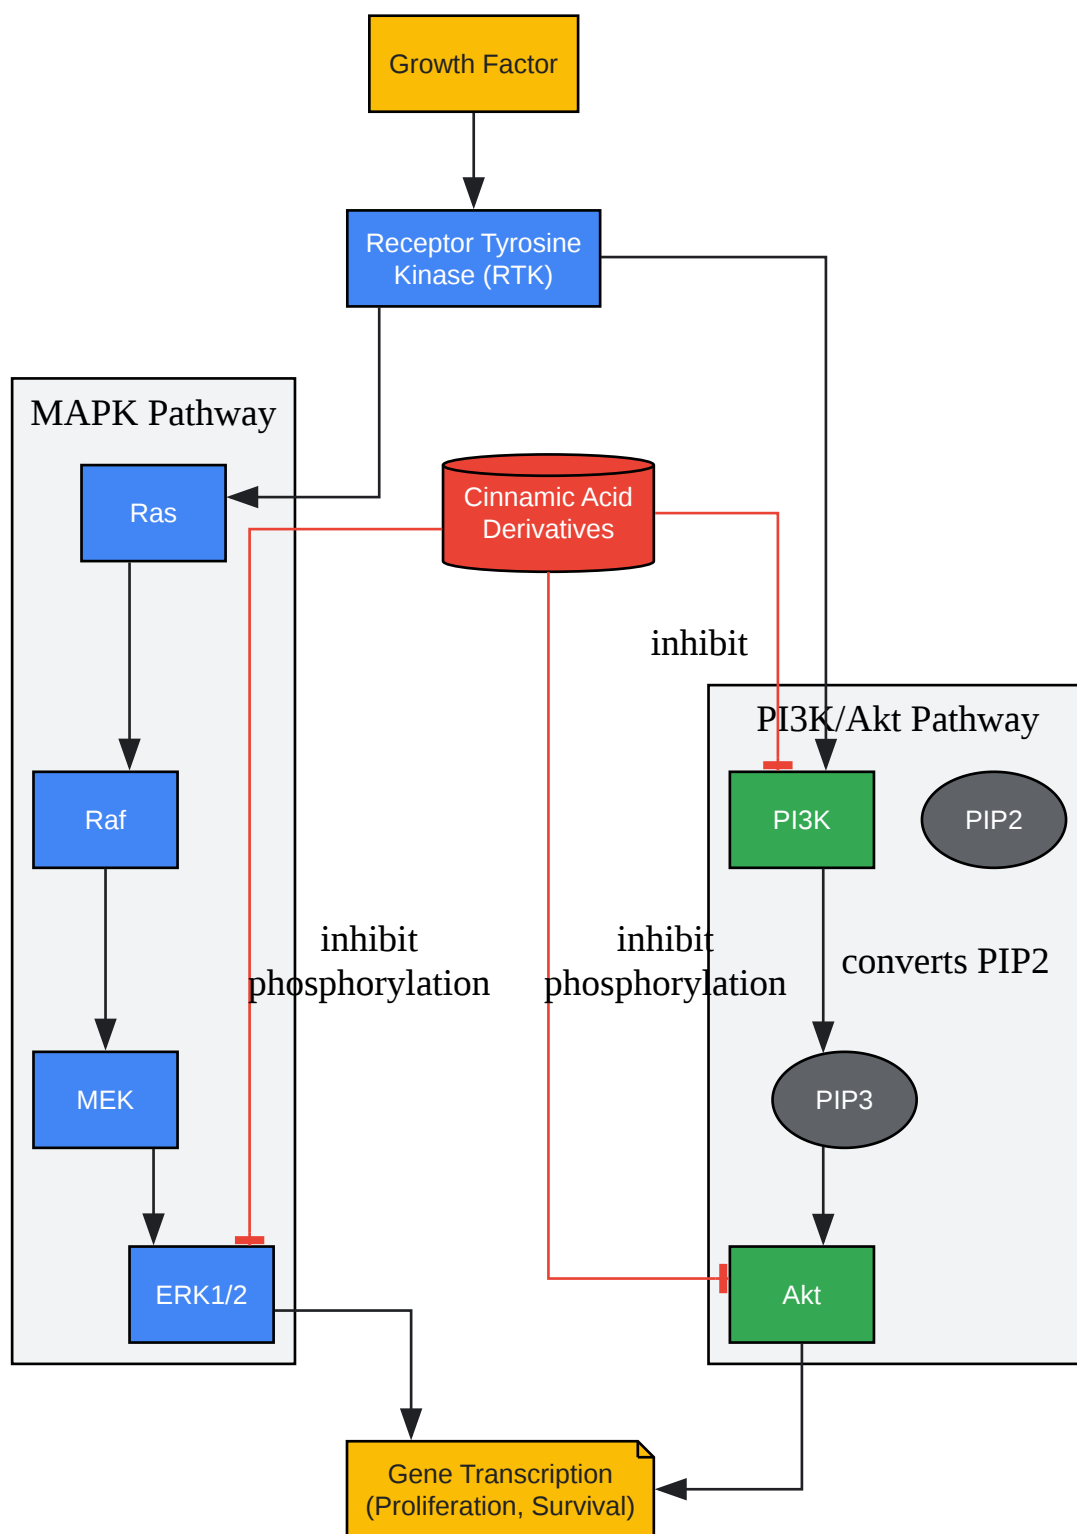 Growth Factor
Receptor Tyrosine
Kinase (RTK)
MAPK Pathway
Ras
Cinnamic Acid
Derivatives
inhibit
PI3K/Akt Pathway
Raf
PI3K
PIP2
inhibit
phosphorylation
inhibit
phosphorylation
converts PIP2
MEK
PIP3
ERK1/2
Akt
Gene Transcription
(Proliferation, Survival)